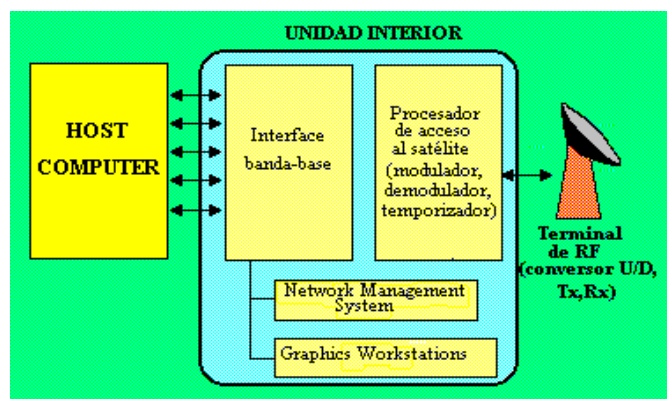 UNIDAD INTERIOR
HOST
COMPUTER
Interface
banda-base
Procesador
de acceso
al satélite
(modulador,
demodulador,
temporizador)
Terminal
de RF
(conversor U/D,
Tx,Rx)
Network Management
System
Graphics Workstations